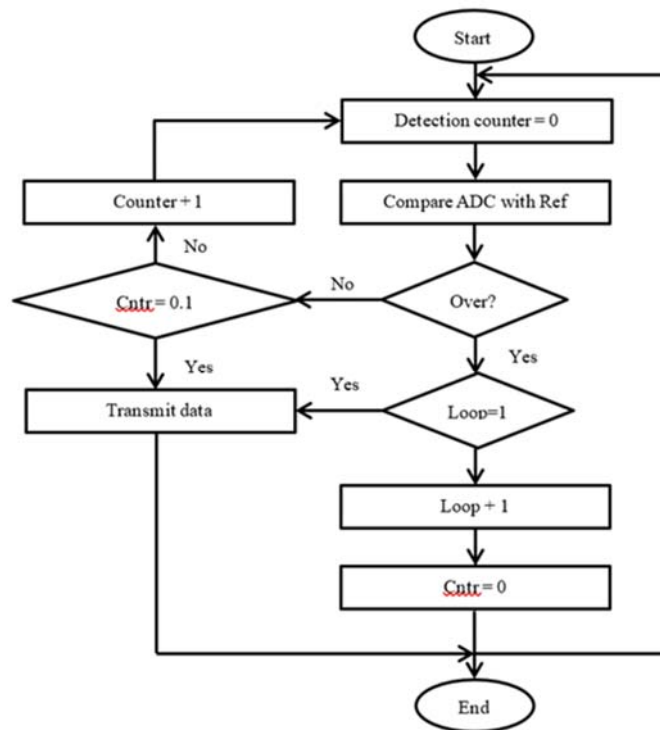 Start
Detection counter = 0
Counter + 1
Compare ADC with Ref
No
Cntr = 0.1
No
Over?
Yes
Yes
Yes
Transmit data
Loop=1
Loop + 1
Cntr = 0
End